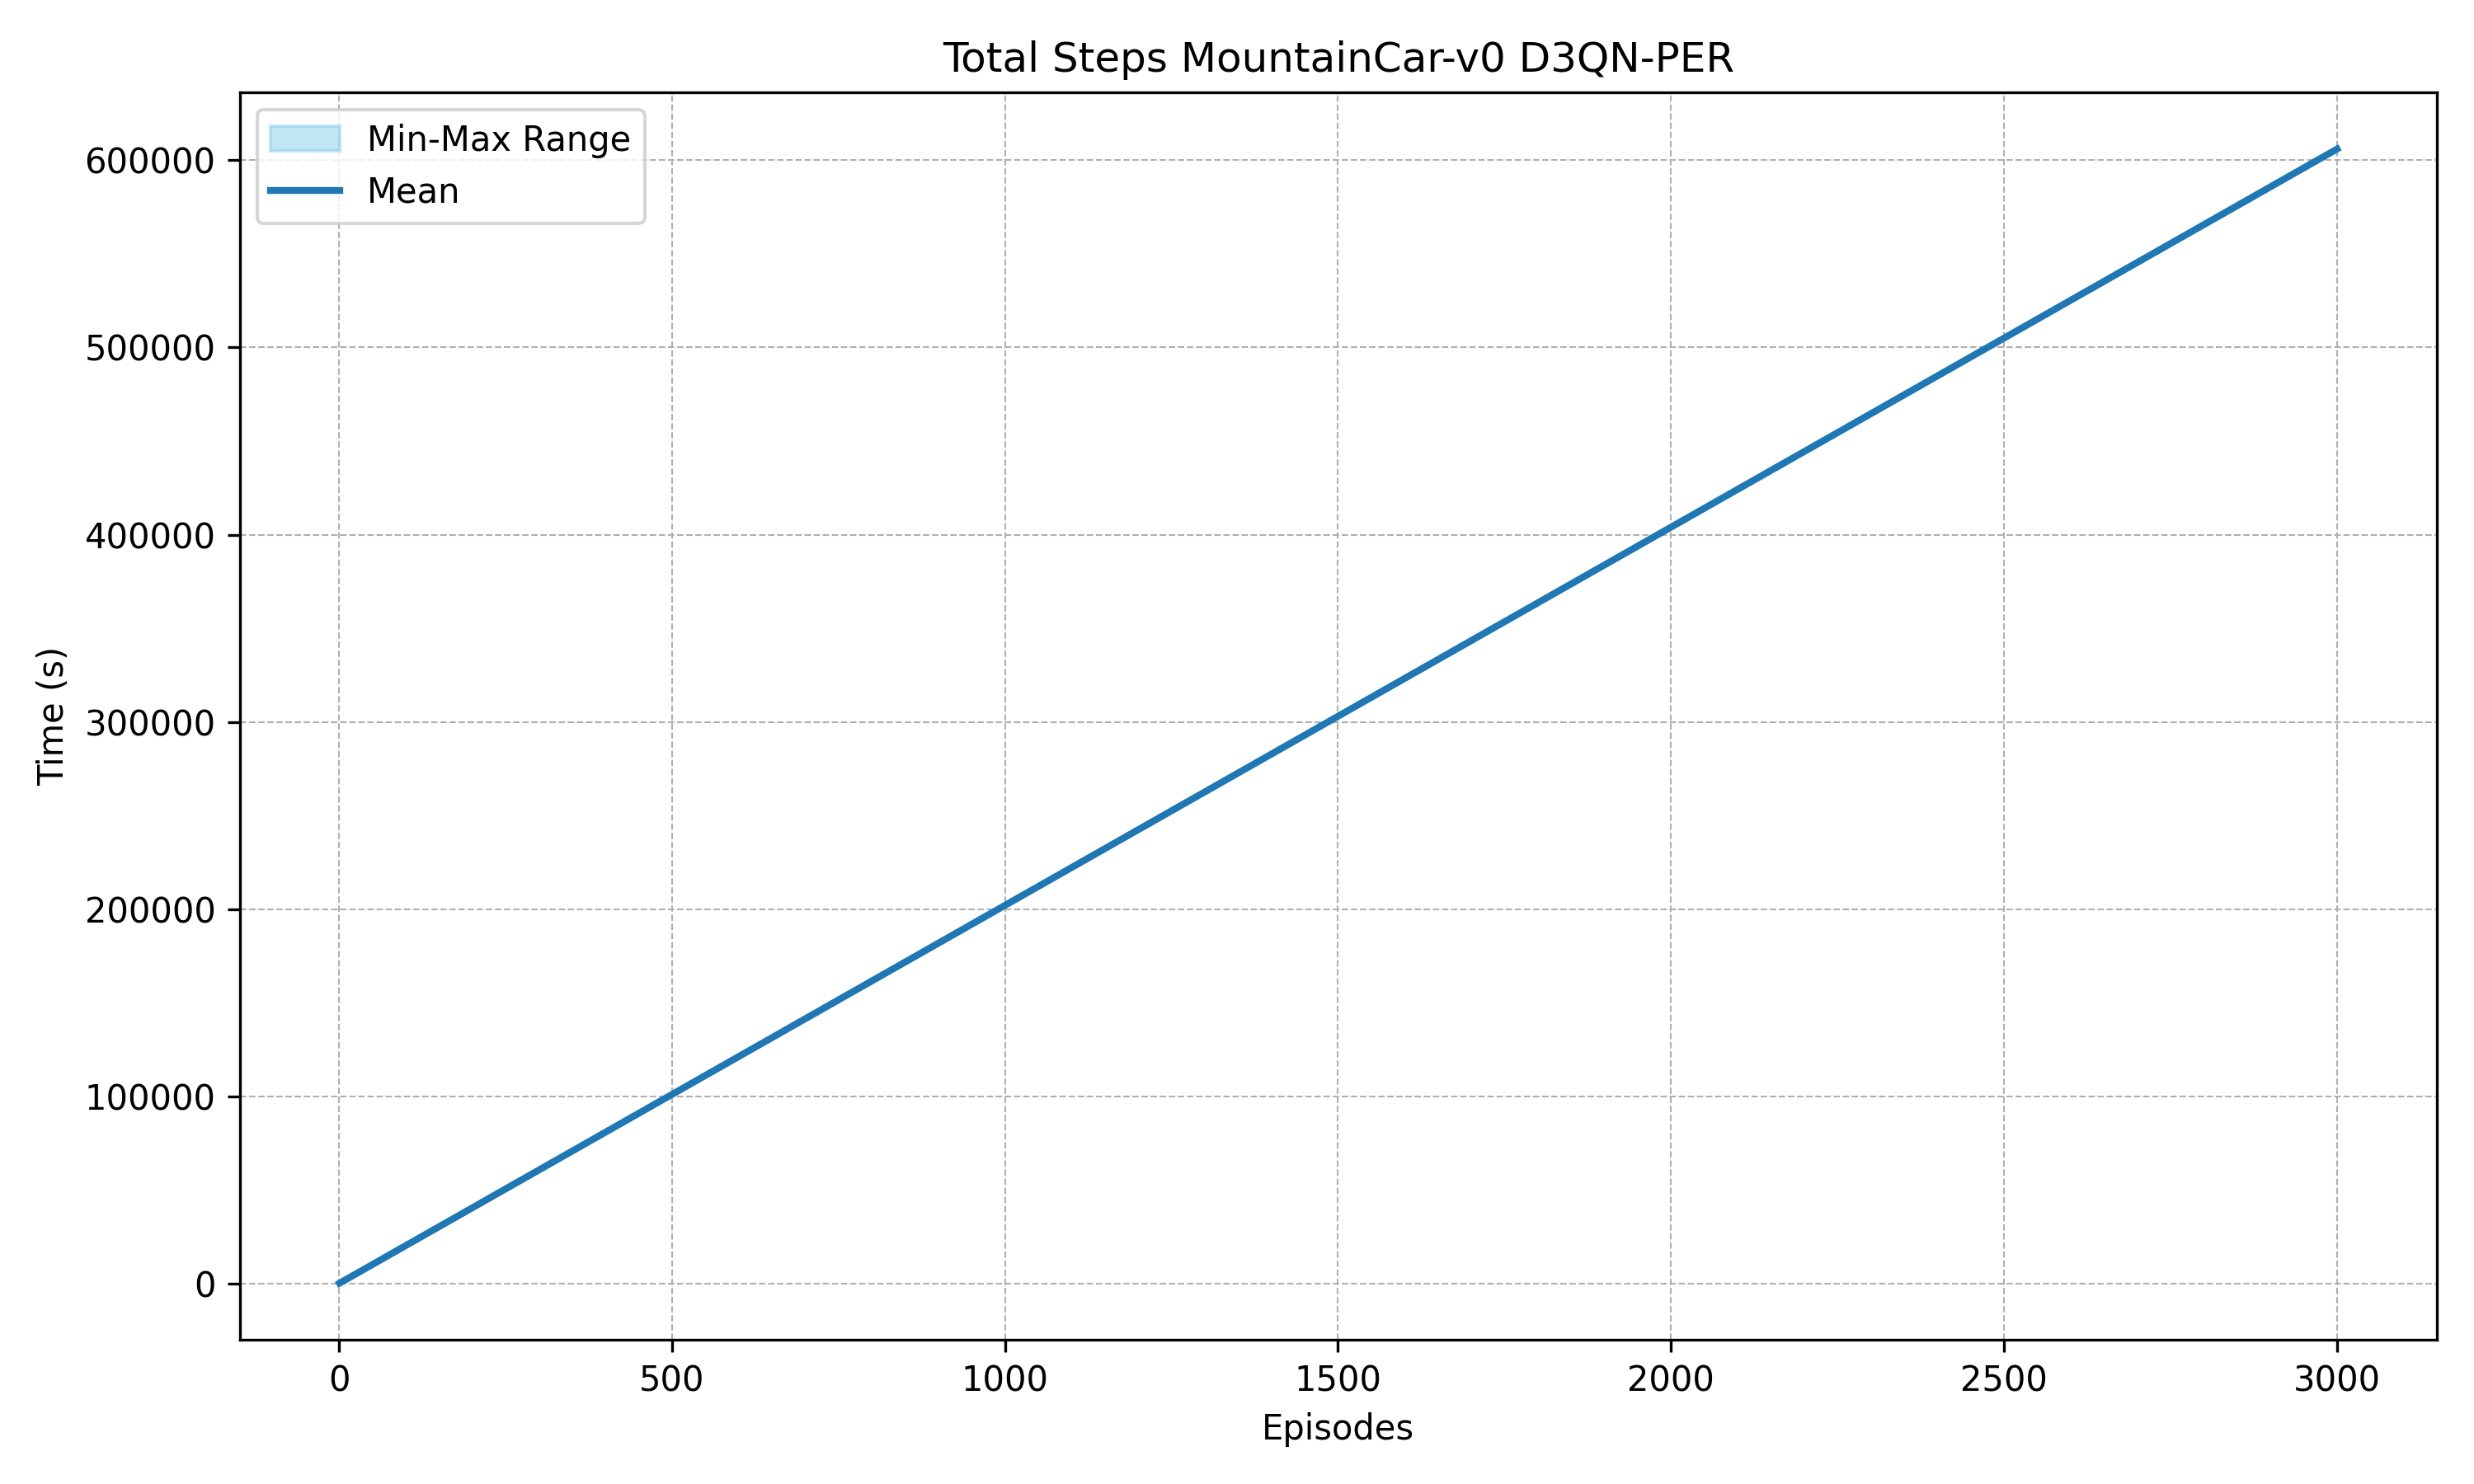 Total Steps MountainCar-v0 D3QN-PER
Min-Max Range
Mean
600000
500000
400000
300000
200000
100000
0
Time (s)
0 500 1000 1500 2000 2500 3000
Episodes